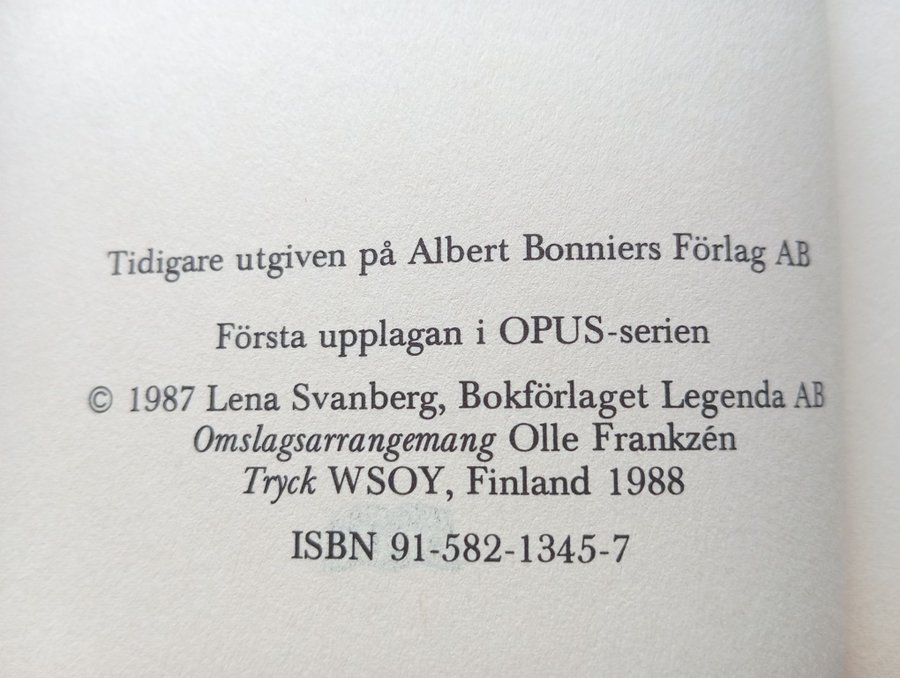 Tidigare utgiven på Albert Bonniers Förlag AB
Första upplagan i OPUS-serien
© 1987 Lena Svanberg, Bokförlaget Legenda AB
Omslagsarrangemang Olle Frankzén
Tryck WSOY, Finland 1988
ISBN 91-582-1345-7